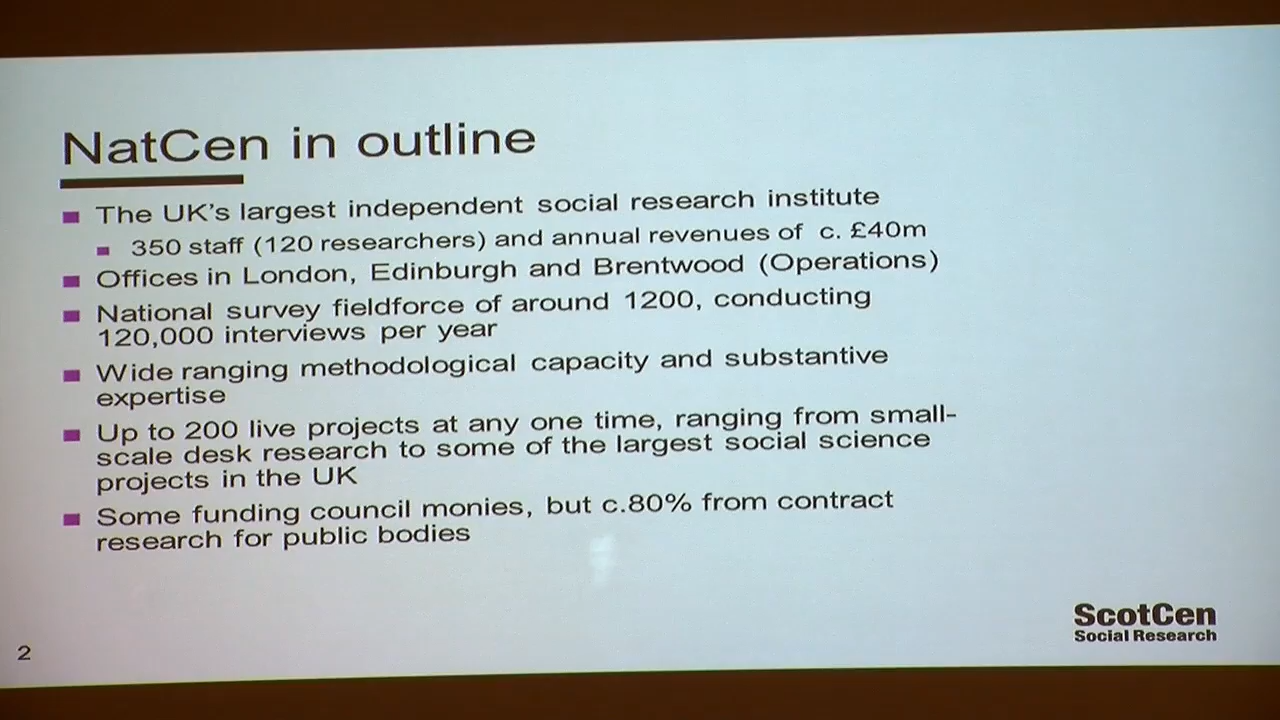 NatCen in outline
The UK's largest independent social research institute
350 staff (120 researchers) and annual revenues of c. £40m
Offices in London, Edinburgh and Brentwood (Operations)
National survey fieldforce of around 1200, conducting
120,000 interviews per year
Wide ranging methodological capacity and substantive
expertise
Up to 200 live projects at any one time, ranging from small-
scale desk research to some of the largest social science
projects in the UK
Some funding council monies, but c.80% from contract
research for public bodies
ScotCen
Social Research
2